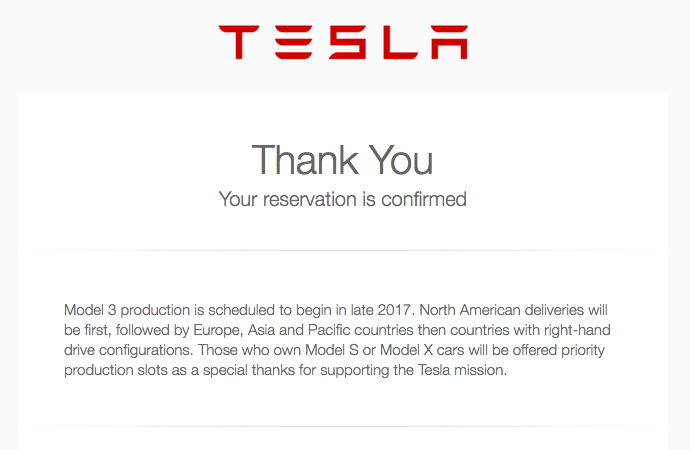 TESLA
Thank You
Your reservation is confirmed
Model 3 production is scheduled to begin in late 2017. North American deliveries will
be first, followed by Europe, Asia and Pacific countries then countries with right-hand
drive configurations. Those who own Model S or Model X cars will be offered priority
production slots as a special thanks for supporting the Tesla mission.